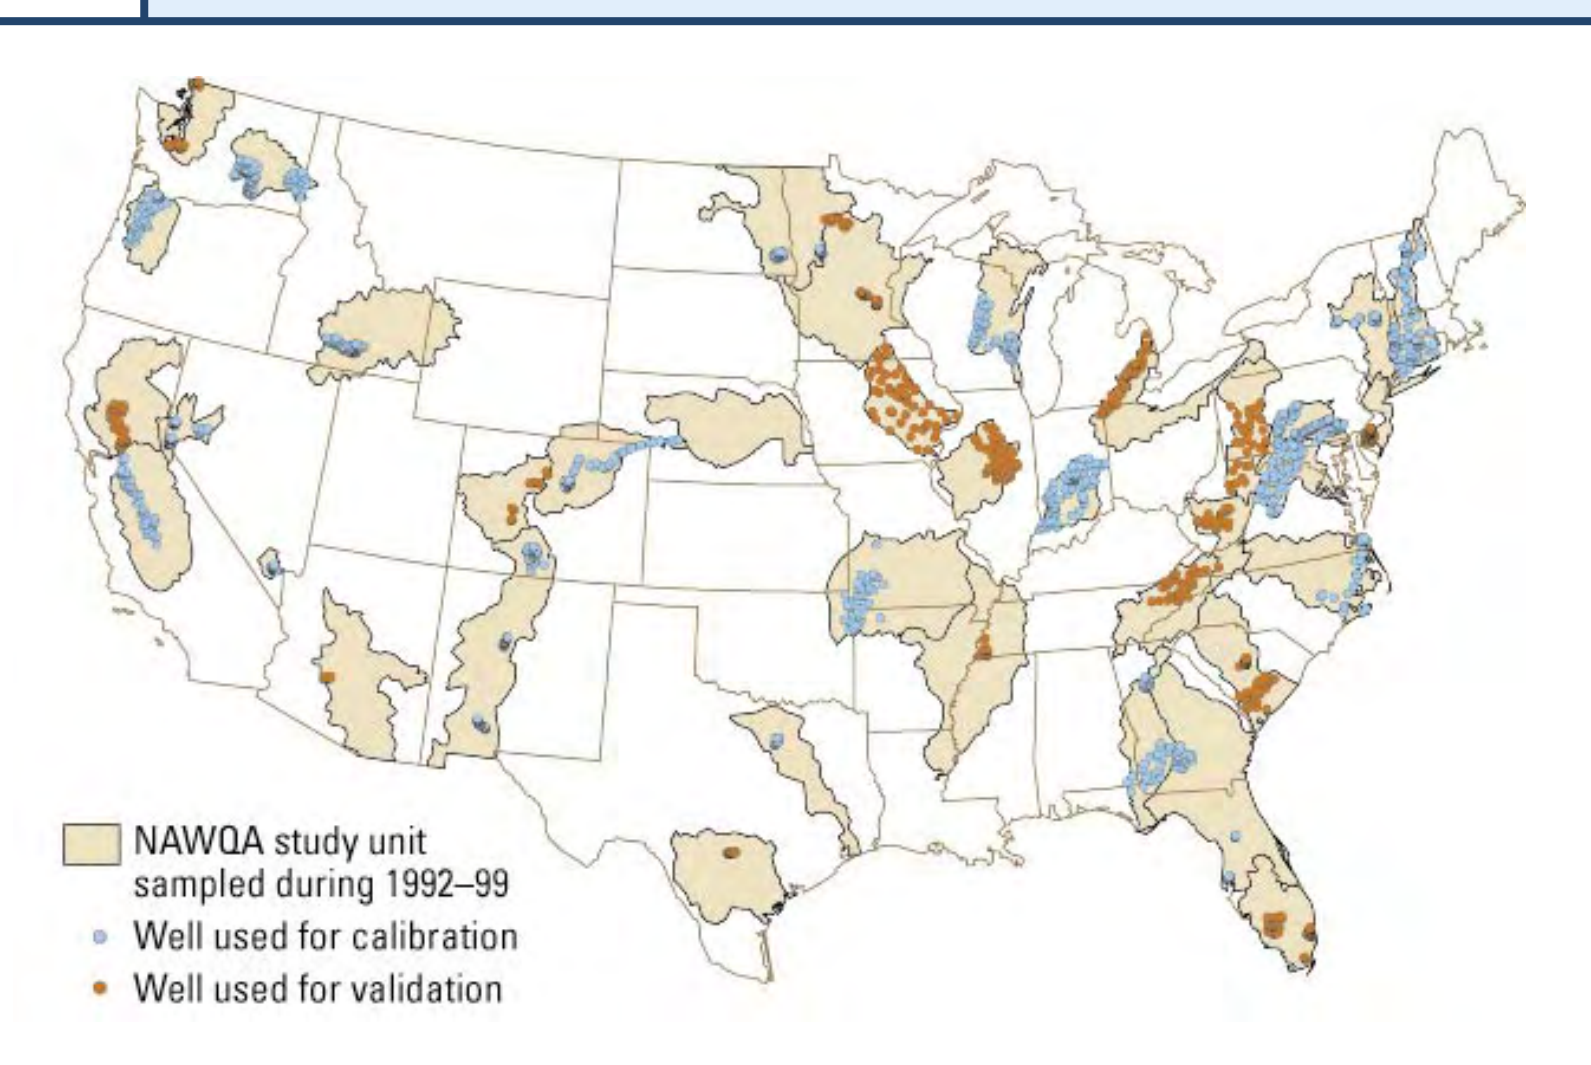 NAWQA study unit
sampled during 1992–99
Well used for calibration
Well used for validation